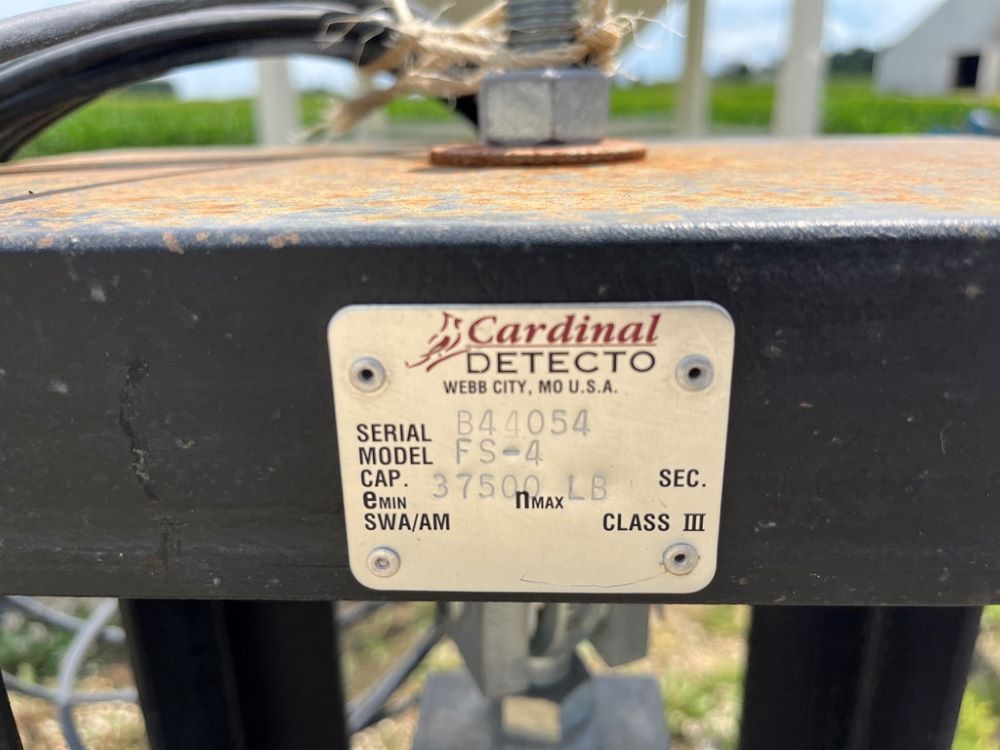 Cardinal
DETECTO
WEBB CITY, MO U.S.A.
SERIAL B44054
MODEL FS-4
CAP. 37500 LB SEC.
eMIN nMAX
SWA/AM CLASS III